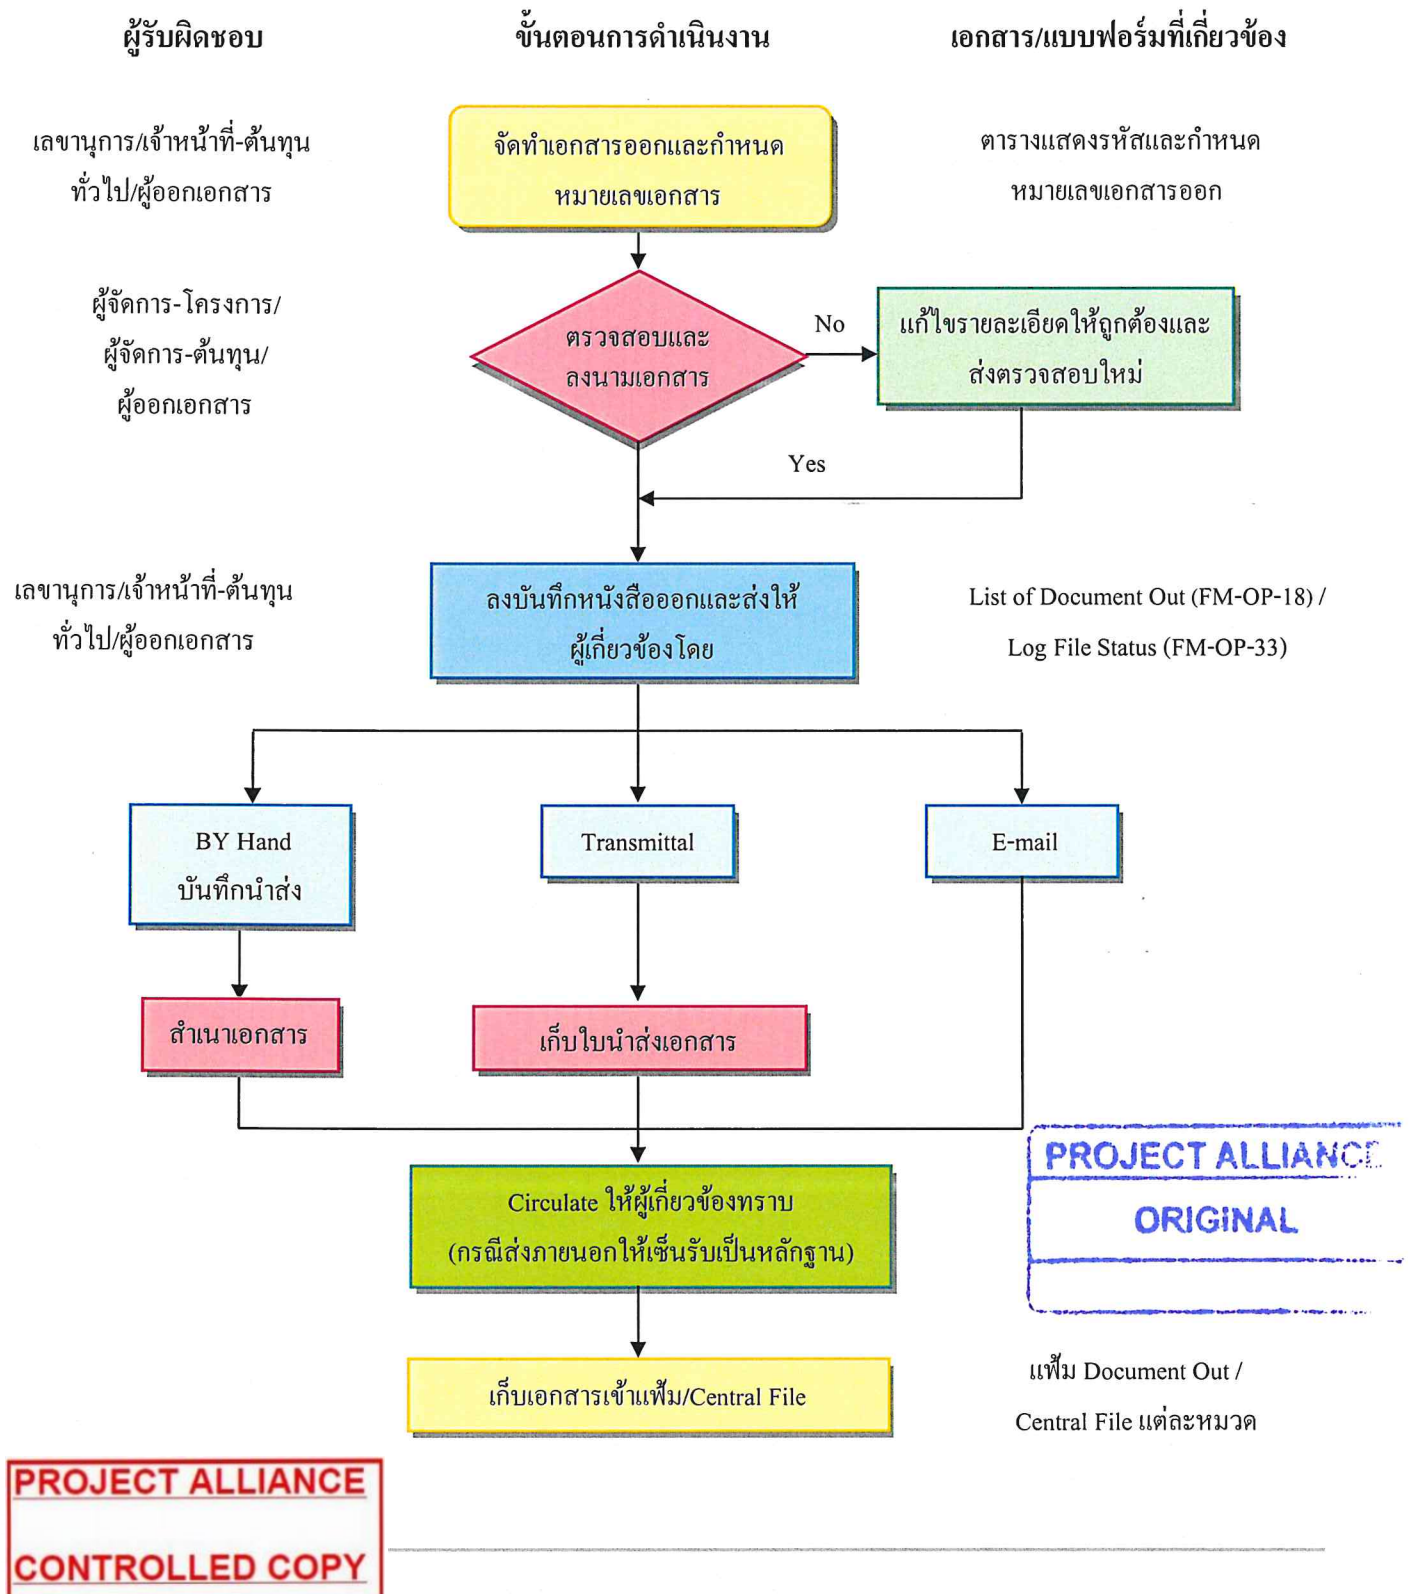 ผู้รับผิดชอบ
ขั้นตอนการดำเนินงาน
เอกสาร/แบบฟอร์มที่เกี่ยวข้อง
เลขานุการ/เจ้าหน้าที่-ต้นทุน
ทั่วไป/ผู้ออกเอกสาร
จัดทำเอกสารออกและกำหนด
หมายเลขเอกสาร
ตารางแสดงรหัสและกำหนด
หมายเลขเอกสารออก
ผู้จัดการ-โครงการ/
ผู้จัดการ-ต้นทุน/
ผู้ออกเอกสาร
ตรวจสอบและ
ลงนามเอกสาร
No
แก้ไขรายละเอียดให้ถูกต้องและ
ส่งตรวจสอบใหม่
Yes
เลขานุการ/เจ้าหน้าที่-ต้นทุน
ทั่วไป/ผู้ออกเอกสาร
ลงบันทึกหนังสือออกและส่งให้
ผู้เกี่ยวข้องโดย
List of Document Out (FM-OP-18) /
Log File Status (FM-OP-33)
BY Hand
บันทึกนำส่ง
Transmittal
E-mail
สำเนาเอกสาร
เก็บใบนำส่งเอกสาร
Circulate ให้ผู้เกี่ยวข้องทราบ
(กรณีส่งภายนอกให้เซ็นรับเป็นหลักฐาน)
PROJECT ALLIANCE
ORIGINAL
เก็บเอกสารเข้าแฟ้ม/Central File
แฟ้ม Document Out /
Central File แต่ละหมวด
PROJECT ALLIANCE
CONTROLLED COPY